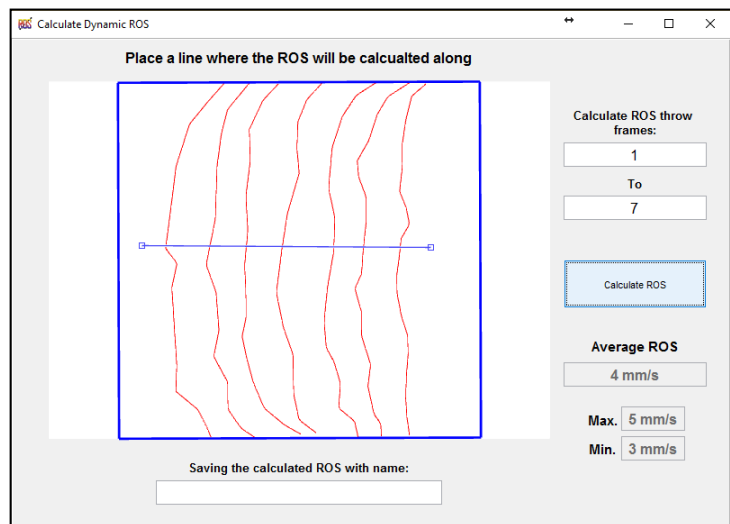 RBS Calculate Dynamic ROS
Place a line where the ROS will be calcualted along
Calculate ROS throw
frames:
1
To
7
Calculate ROS
Average ROS
4 mm/s
Max. 5 mm/s
Min. 3 mm/s
Saving the calculated ROS with name: